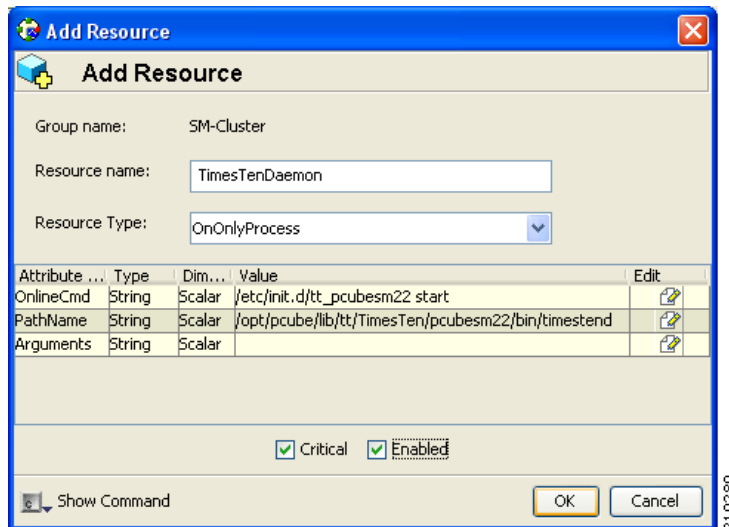 Add Resource
Add Resource
Group name: SM-Cluster
Resource name: TimesTenDaemon
Resource Type: OnOnlyProcess
Attribute ... Type Dim... Value Edit
OnlineCmd String Scalar /etc/init.d/tt_pcubesm22 start
PathName String Scalar /opt/pcube/lib/tt/TimesTen/pcubesm22/bin/timestend
Arguments String Scalar
Critical Enabled
c Show Command OK Cancel